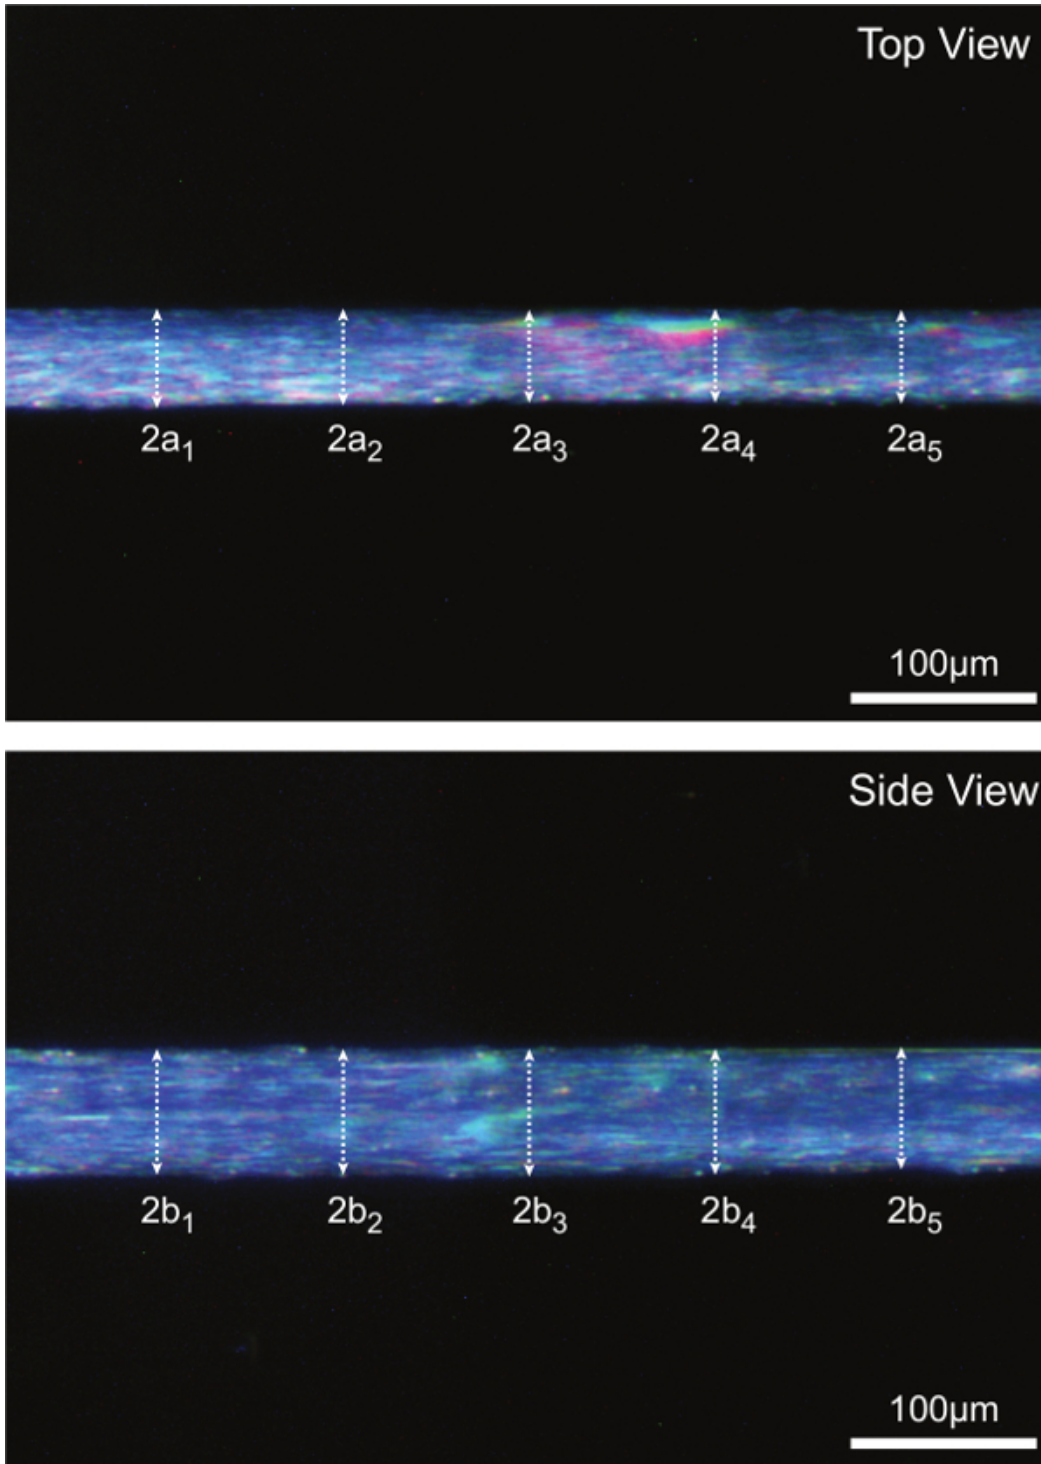 Top View
2a₁ 2a₂ 2a₃ 2a₄ 2a₅
100µm
Side View
2b₁ 2b₂ 2b₃ 2b₄ 2b₅
100µm